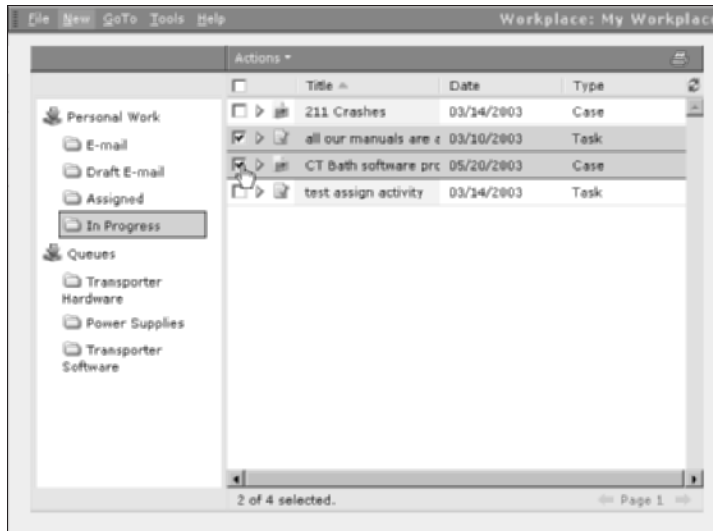 File New GoTo Tools Help
Workplace: My Workplace
Actions
Title Date Type
211 Crashes 03/14/2003 Case
all our manuals are a 03/10/2003 Task
CT Bath software pro 05/20/2003 Case
test assign activity 03/14/2003 Task
Personal Work
E-mail
Draft E-mail
Assigned
In Progress
Queues
Transporter
Hardware
Power Supplies
Transporter
Software
2 of 4 selected.
Page 1